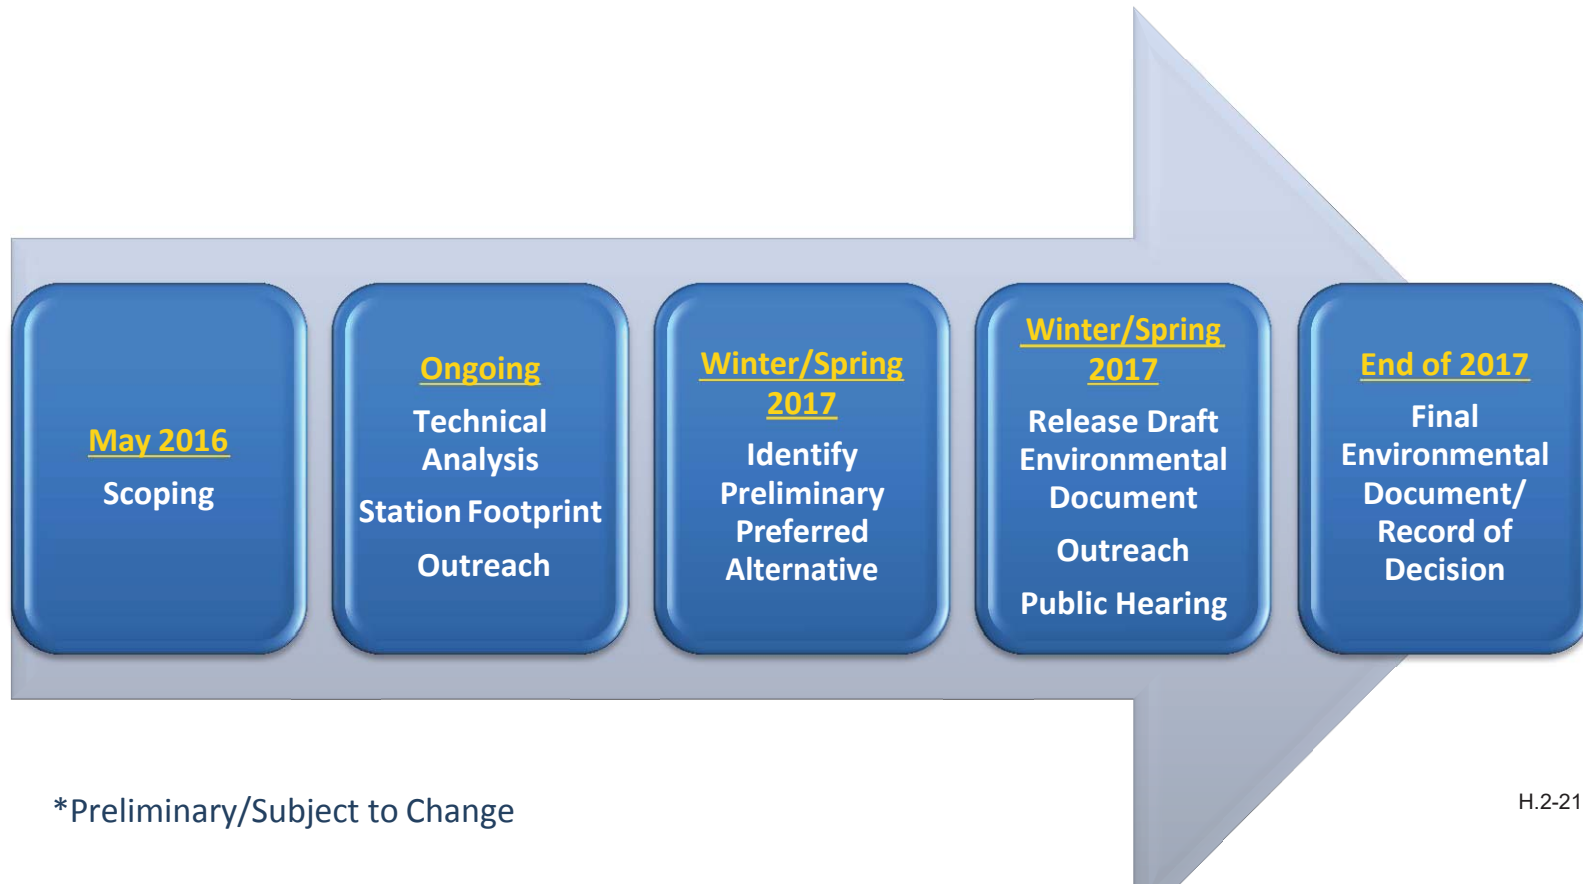 May 2016
Scoping
Ongoing
Technical
Analysis
Station Footprint
Outreach
Winter/Spring
2017
Identify
Preliminary
Preferred
Alternative
Winter/Spring
2017
Release Draft
Environmental
Document
Outreach
Public Hearing
End of 2017
Final
Environmental
Document/
Record of
Decision
*Preliminary/Subject to Change
H.2-21